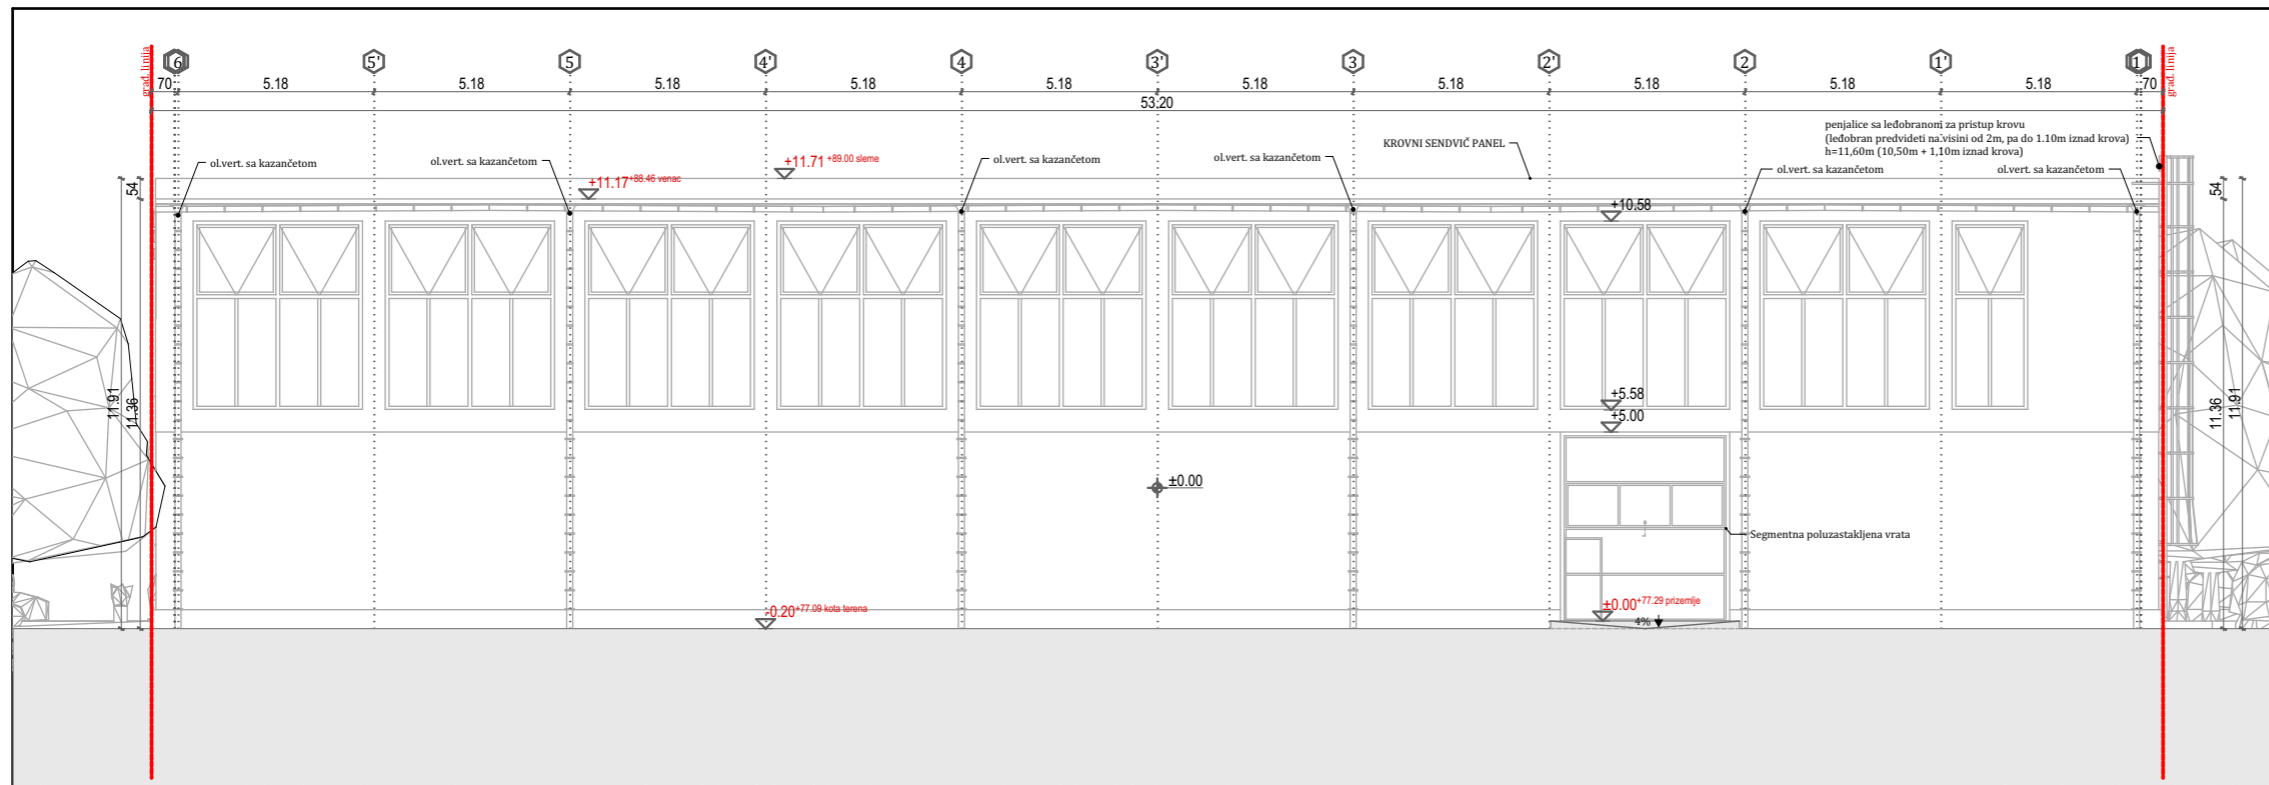 6 5' 5 4' 4 3' 3 2' 2 1' 1
grad. linija
grad. linija
70 5.18 5.18 5.18 5.18 5.18 5.18 5.18 5.18 5.18 5.18 70
53.20
penjalice sa leđobranom za pristup krovu
(leđobran predvideti na visini od 2m, pa do 1.10m iznad krova)
h=11,60m (10,50m + 1,10m iznad krova)
KROVNI SENDVIČ PANEL
ol.vert. sa kazančetom
ol.vert. sa kazančetom
+11.71 +89.00 sleme
ol.vert. sa kazančetom
ol.vert. sa kazančetom
ol.vert. sa kazančetom
ol.vert. sa kazančetom
+11.17 +88.46 venac
54
54
+10.58
+5.58
+5.00
11.91
11.36
11.36
11.91
±0.00
Segmentna poluzastakljena vrata
-0.20 +77.09 kota terena
±0.00 +77.29 prizemlje
4%